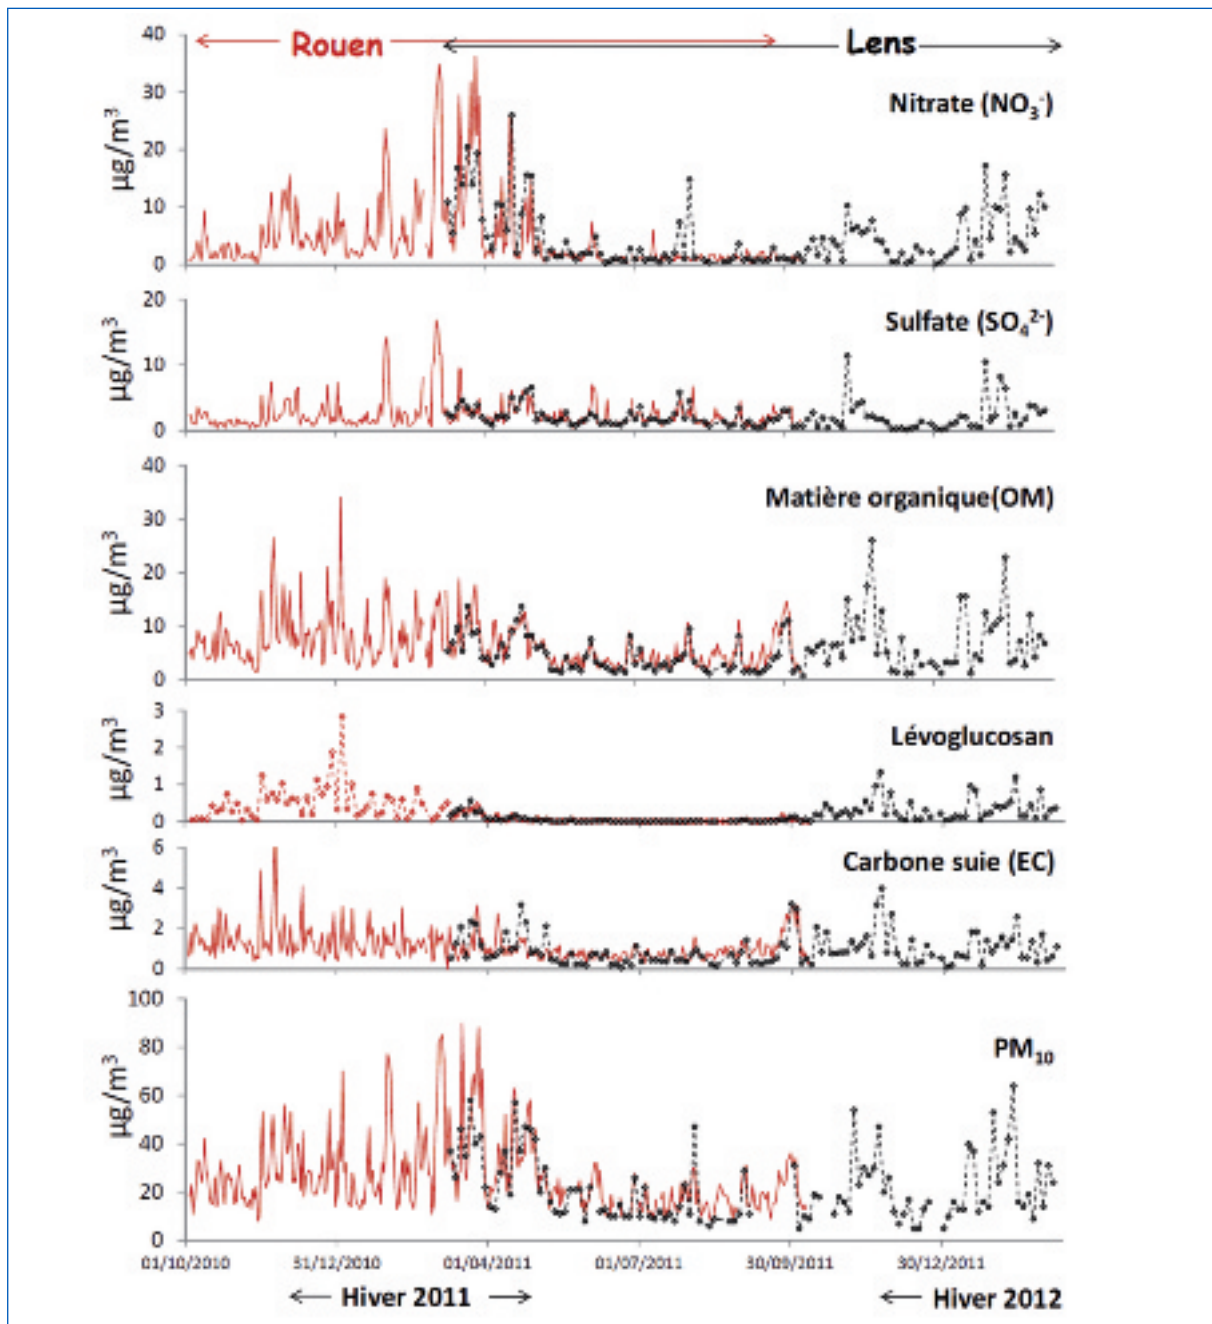 Rouen Lens
40
30
20
10
0
µg/m³
Nitrate (NO₃⁻)
20
10
0
µg/m³
Sulfate (SO₄²⁻)
40
30
20
10
0
µg/m³
Matière organique(OM)
3
2
1
0
µg/m³
Lévoglucosan
6
4
2
0
µg/m³
Carbone suie (EC)
100
80
60
40
20
0
µg/m³
PM₁₀
01/10/2010 31/12/2010 01/04/2011 01/07/2011 30/09/2011 30/12/2011
Hiver 2011 Hiver 2012